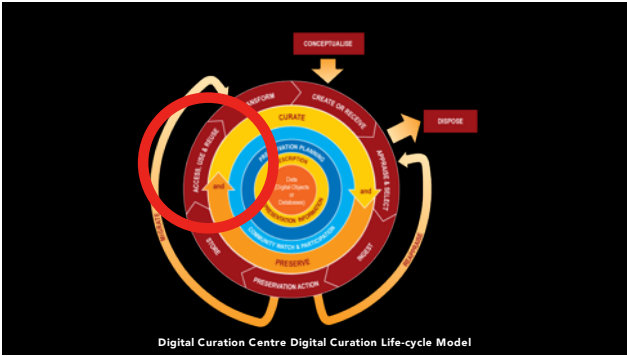 CONCEPTUALISE
TRANSFORM
CREATE OR RECEIVE
DISPOSE
CURATE
ACCESS, USE & REUSE
APPRAISE & SELECT
PRESERVATION PLANNING
DESCRIPTION
and
Data
(Digital Objects
or
Databases)
and
REPRESENTATION INFORMATION
COMMUNITY WATCH & PARTICIPATION
MIGRATE
STORE
INGEST
REAPPRAISE
PRESERVE
PRESERVATION ACTION
Digital Curation Centre Digital Curation Life-cycle Model